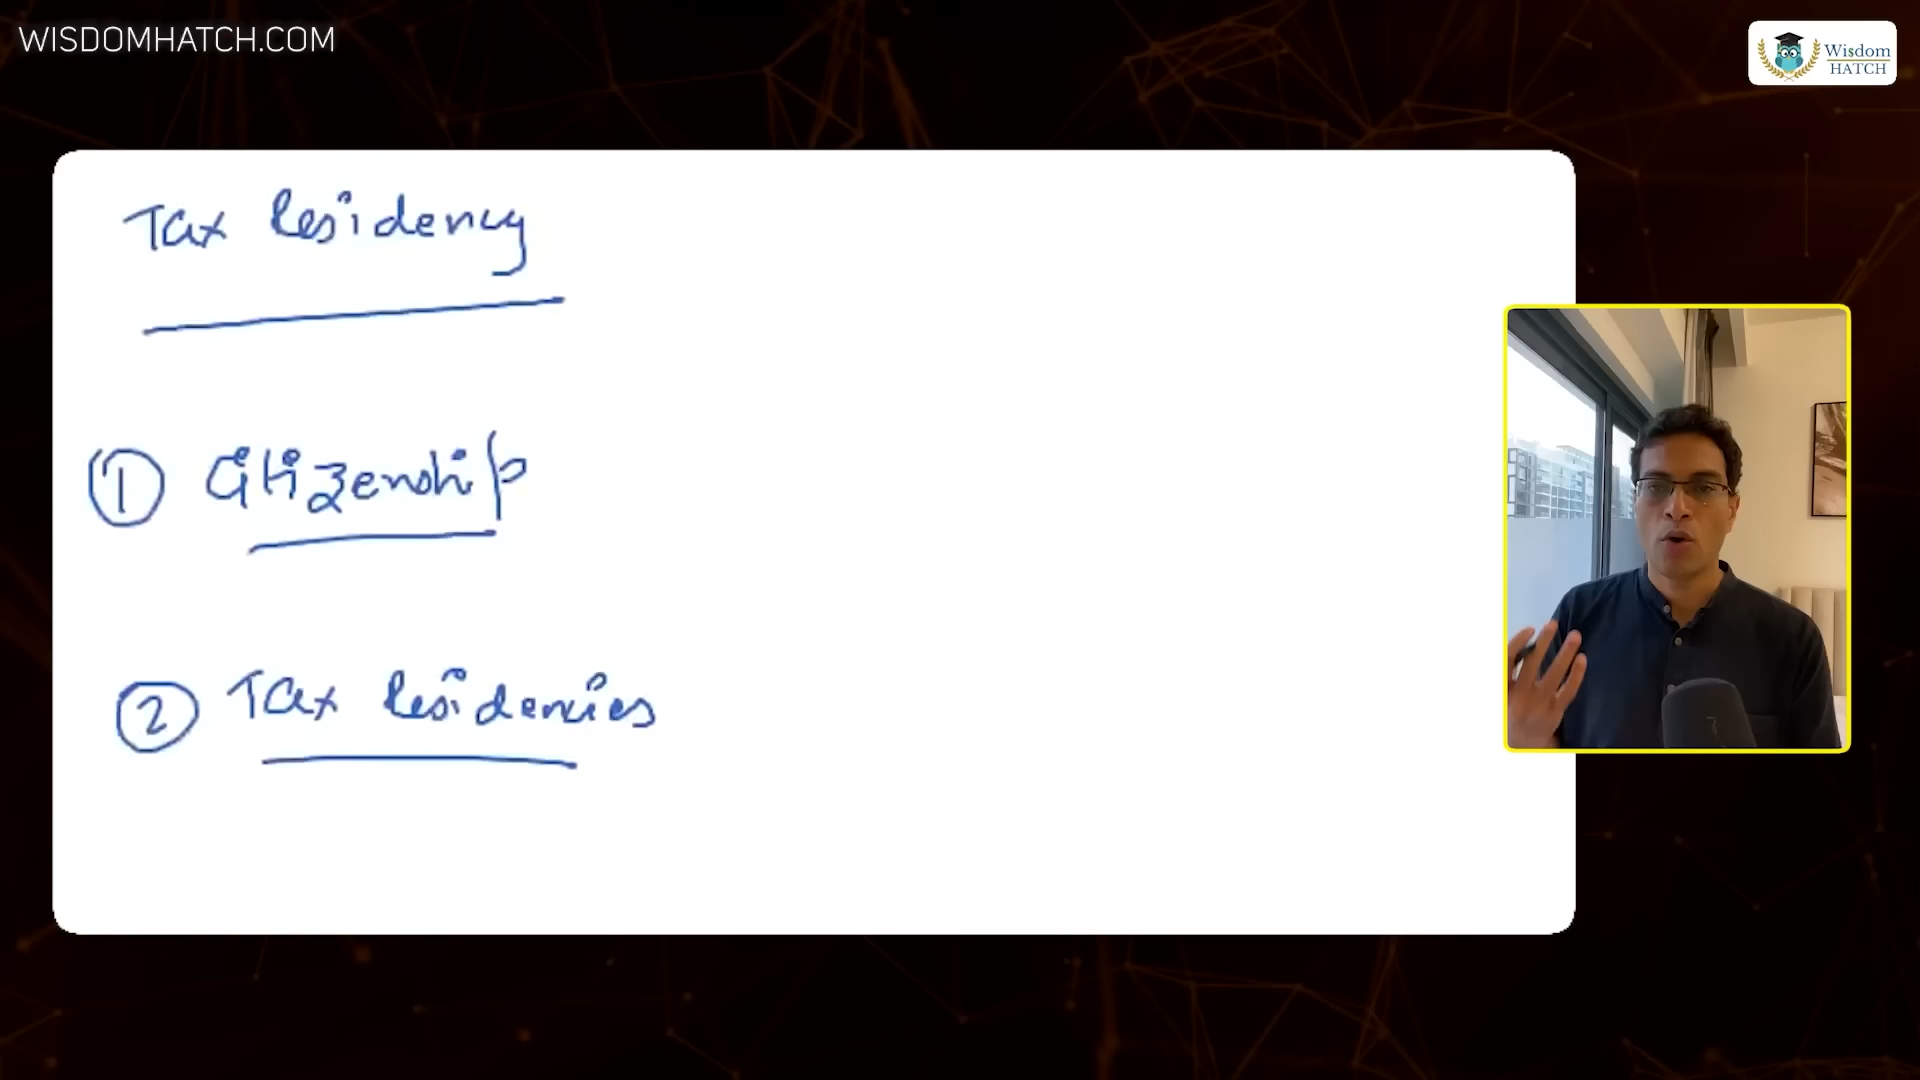 WISDOMHATCH.COM
Wisdom
HATCH
Tax Residency
1 Citizenship
2 Tax Residencies